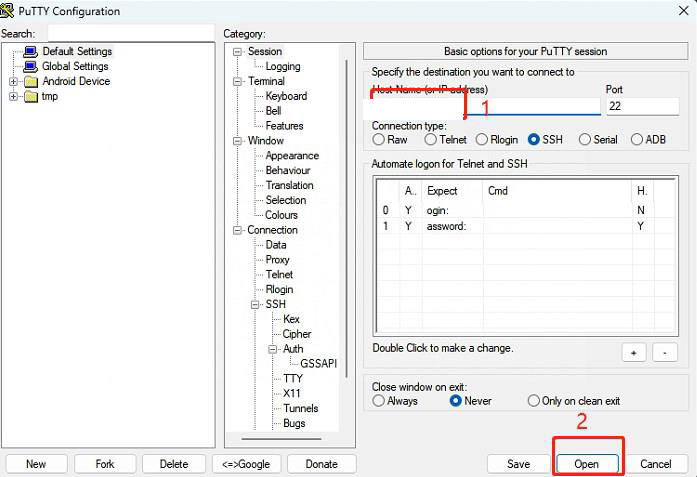 PuTTY Configuration
Search:
Category:
Default Settings
Global Settings
Android Device
tmp
Session
Logging
Terminal
Keyboard
Bell
Features
Window
Appearance
Behaviour
Translation
Selection
Colours
Connection
Data
Proxy
Telnet
Rlogin
SSH
Kex
Cipher
Auth
GSSAPI
TTY
X11
Tunnels
Bugs
Basic options for your PuTTY session
Specify the destination you want to connect to
Host Name (or IP address) Port
1 22
Connection type:
Raw Telnet Rlogin SSH Serial ADB
Automate logon for Telnet and SSH
A.. Expect Cmd H.
0 Y ogin: N
1 Y assword: Y
Double Click to make a change.
+ -
Close window on exit:
Always Never Only on clean exit
2
New Fork Delete <=>Google Donate Save Open Cancel